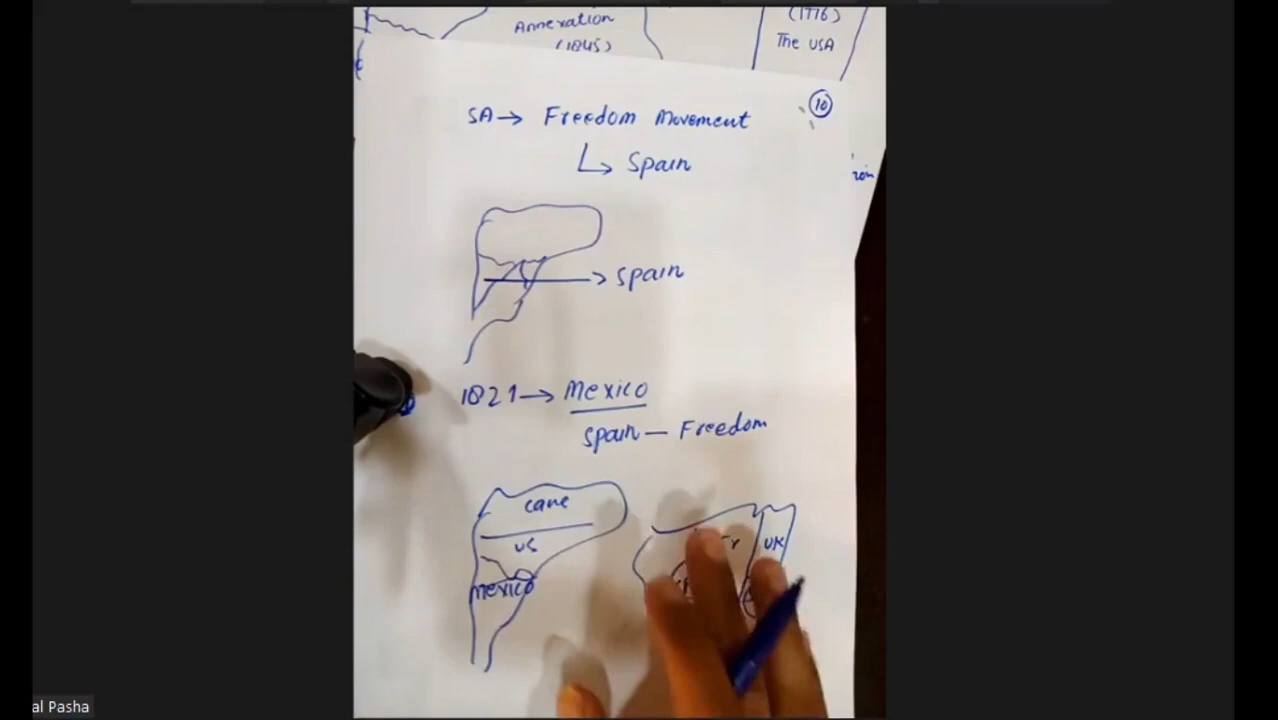 Annexation
(1845)
(1776)
The USA
10
SA → Freedom Movement
↳ Spain
→ Spain
1821 → Mexico
Spain — Freedom
US
Mexico
UK
al Pasha